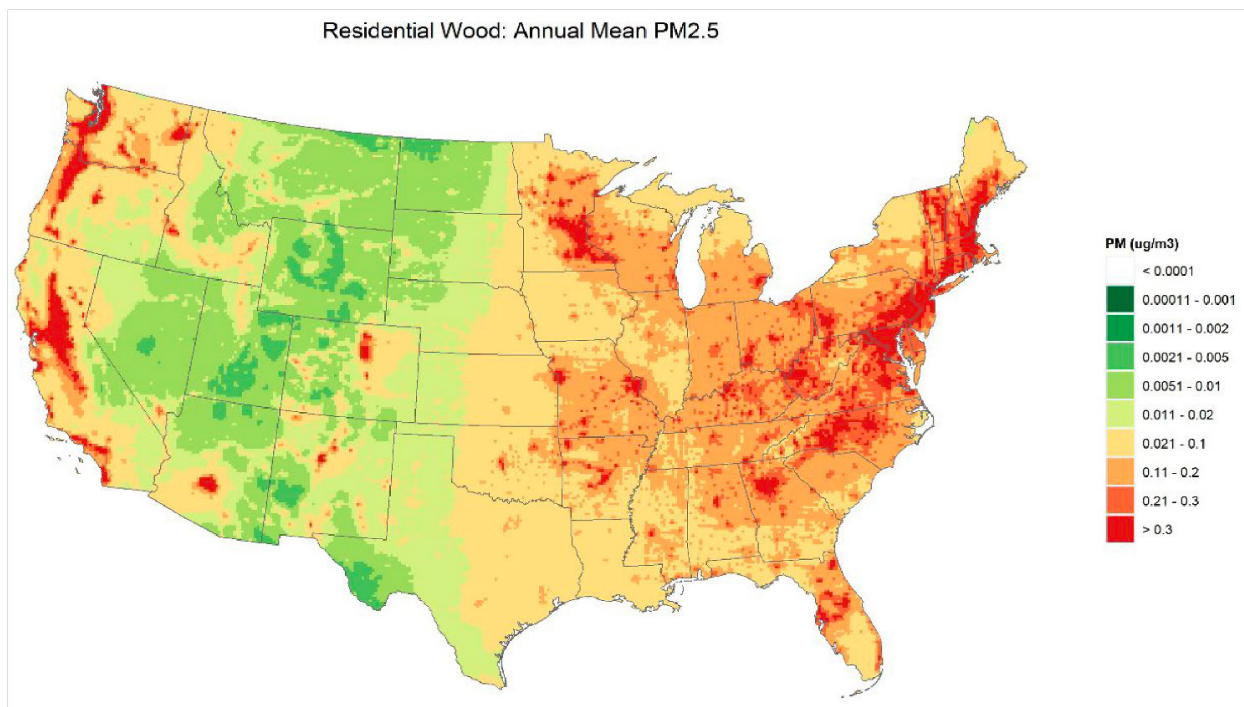 Residential Wood: Annual Mean PM2.5
PM (ug/m3)
< 0.0001
0.00011 - 0.001
0.0011 - 0.002
0.0021 - 0.005
0.0051 - 0.01
0.011 - 0.02
0.021 - 0.1
0.11 - 0.2
0.21 - 0.3
> 0.3